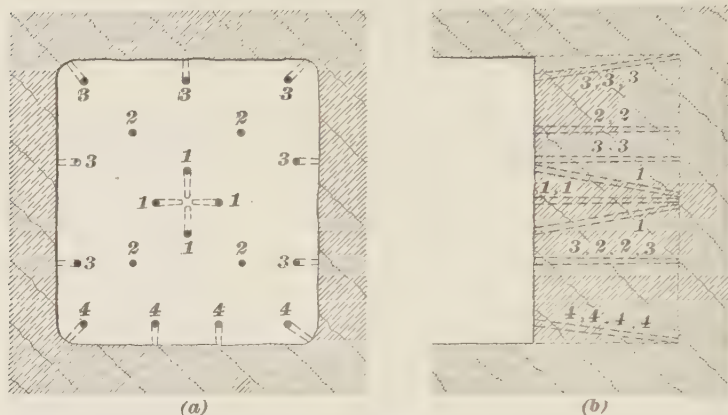 3 3 3
2 2
3 1 3
1 1
1
3 2 2 3
4 4 4 4
(a)
3, 3, 3
2, 2
3. 3
1
1, 1
1
3, 2, 2, 3
4, 4, 4, 4
(b)